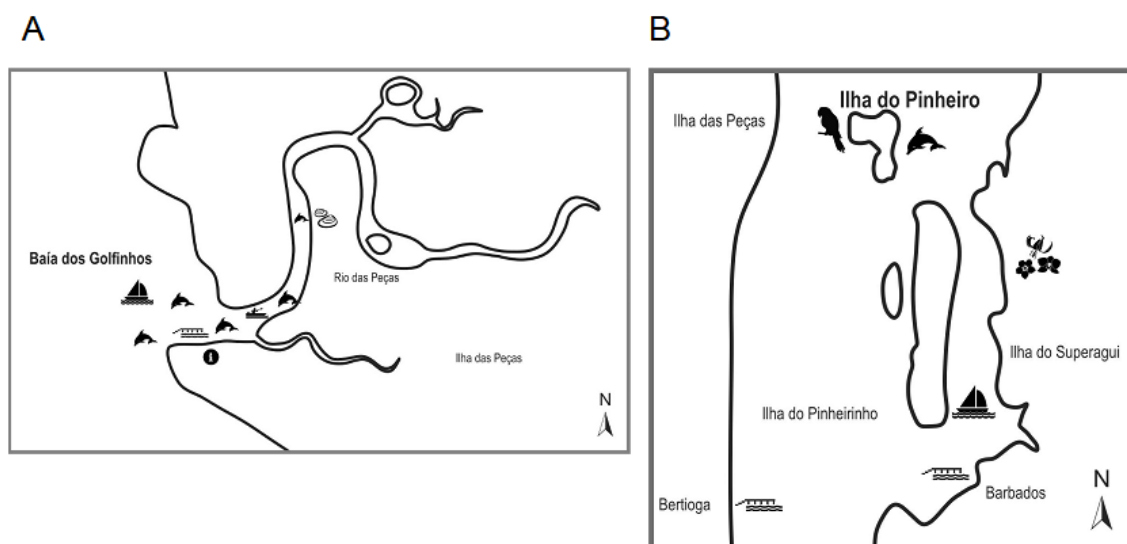 A
Baía dos Golfinhos
Rio das Peças
i
Ilha das Peças
N
B
Ilha do Pinheiro
Ilha das Peças
Ilha do Superagui
Ilha do Pinheirinho
N
Bertioga
Barbados